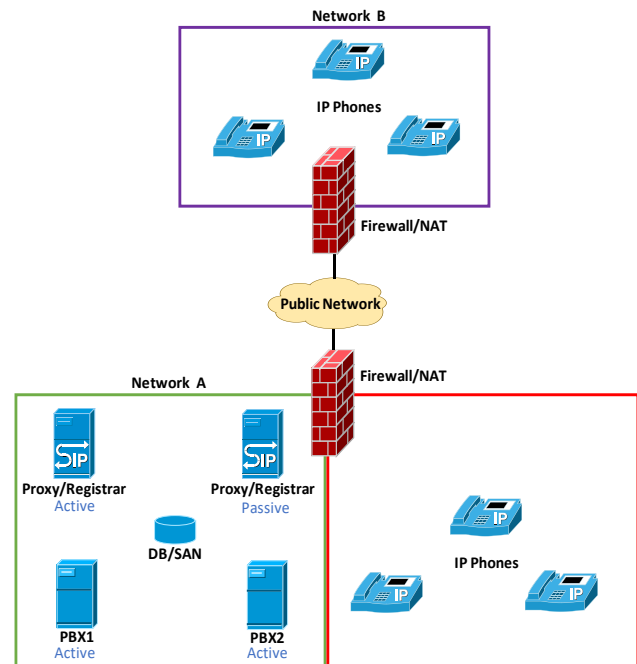 Network B
IP
IP Phones
IP
IP
Firewall/NAT
Public Network
Firewall/NAT
Network A
SIP
SIP
Proxy/Registrar
Active
Proxy/Registrar
Passive
DB/SAN
IP
IP Phones
IP
IP
PBX1
Active
PBX2
Active